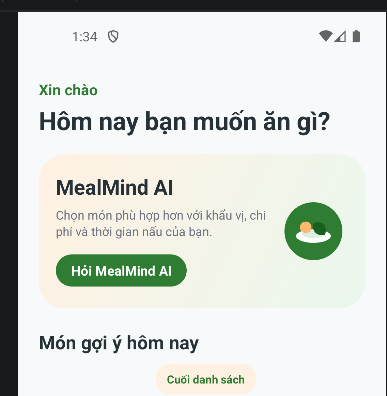 1:34
Xin chào
Hôm nay bạn muốn ăn gì?
MealMind AI
Chọn món phù hợp hơn với khẩu vị, chi
phí và thời gian nấu của bạn.
Hỏi MealMind AI
Món gợi ý hôm nay
Cuối danh sách